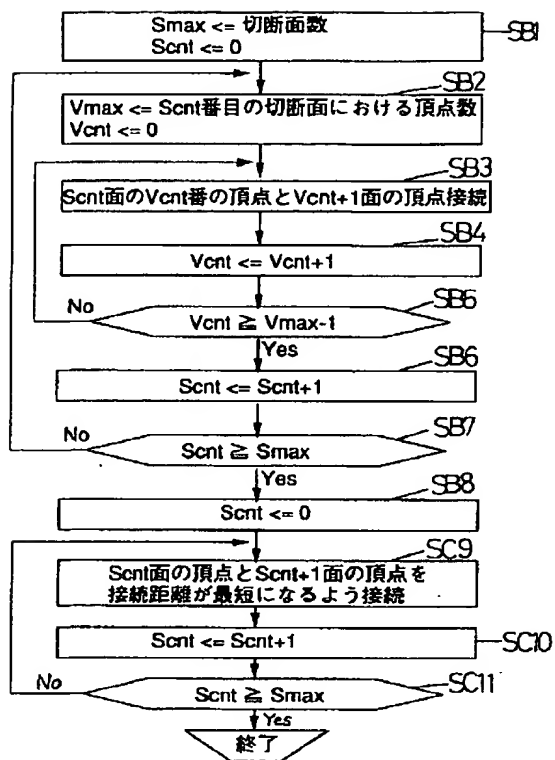 Smax <= 切断面数
Scnt <= 0
SB1
SB2
Vmax <= Scnt番目の切断面における頂点数
Vcnt <= 0
SB3
Scnt面のVcnt番の頂点とVcnt+1面の頂点接続
SB4
Vcnt <= Vcnt+1
SB6
No
Vcnt ≧ Vmax-1
Yes
SB6
Scnt <= Scnt+1
SB7
No
Scnt ≧ Smax
Yes
SB8
Scnt <= 0
SC9
Scnt面の頂点とScnt+1面の頂点を
接続距離が最短になるよう接続
Scnt <= Scnt+1
SC10
SC11
No
Scnt ≧ Smax
Yes
終了